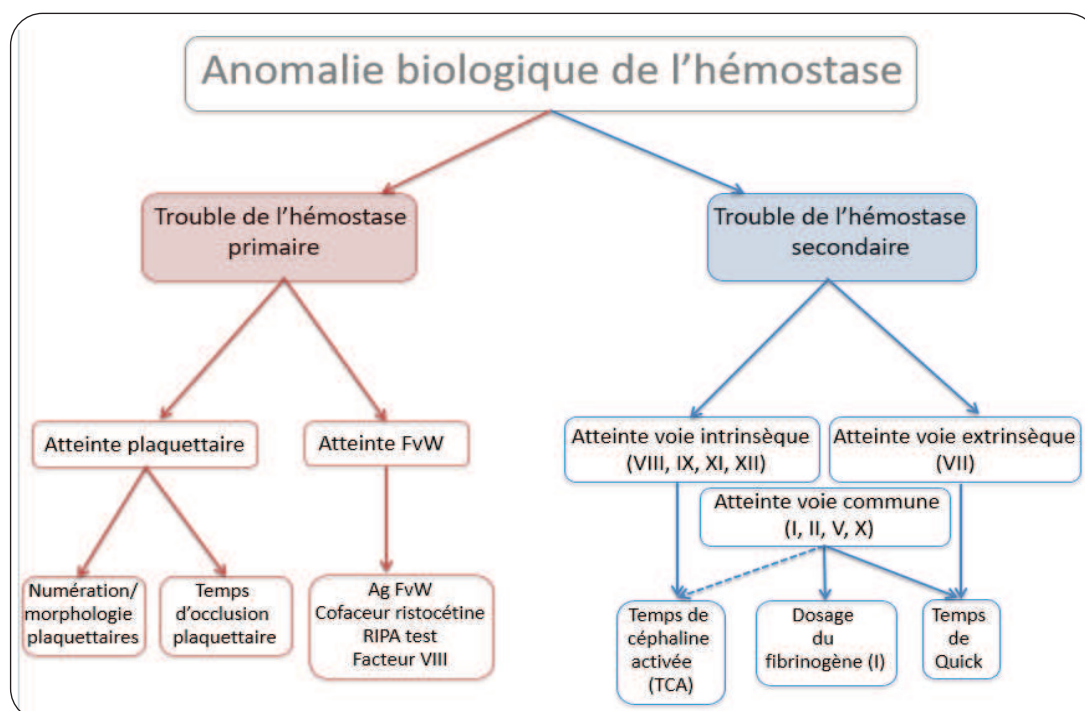 Anomalie biologique de l'hémostase
Trouble de l'hémostase
primaire
Trouble de l'hémostase
secondaire
Atteinte plaquettaire
Atteinte FvW
Atteinte voie intrinsèque
(VIII, IX, XI, XII)
Atteinte voie extrinsèque
(VII)
Atteinte voie commune
(I, II, V, X)
Numération/
morphologie
plaquettaires
Temps
d'occlusion
plaquettaire
Ag FvW
Cofaceur ristocétine
RIPA test
Facteur VIII
Temps de
céphaline
activée
(TCA)
Dosage
du
fibrinogène (I)
Temps
de
Quick